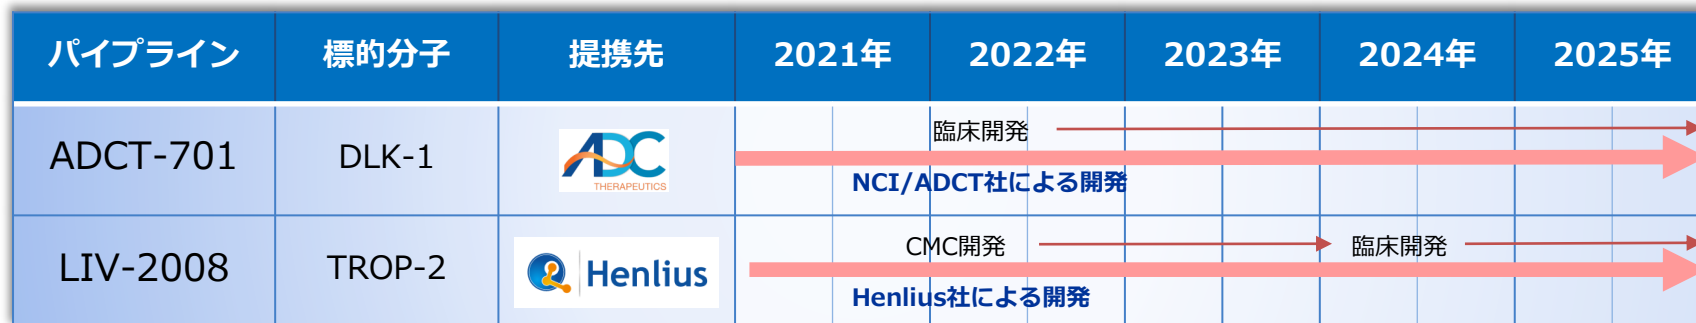 パイプライン 標的分子 提携先 2021年 2022年 2023年 2024年 2025年
ADCT-701 DLK-1 ADC THERAPEUTICS 臨床開発
NCI/ADCT社による開発
LIV-2008 TROP-2 Henlius CMC開発 臨床開発
Henlius社による開発